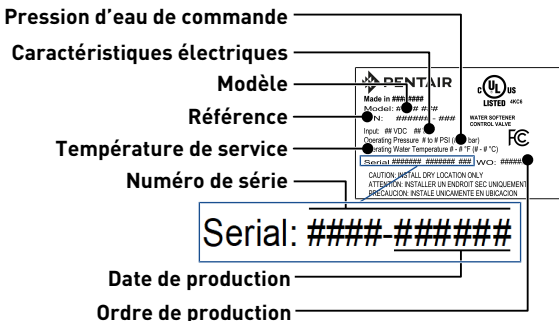 Pression d’eau de commande
Caractéristiques électriques
Modèle
Référence
Température de service
Numéro de série
Date de production
Ordre de production
PENTAIR
Made in ### ####
Model: ###
N: ###### - ###
Input: ## VDC ##
Operating Pressure # to # PSI bar)
erating Water Temperature # - # °F (# - # °C)
Serial ####### ####### ### WO: #####
CAUTION: INSTALL DRY LOCATION ONLY
ATTENTION: INSTALLER UN ENDROIT SEC UNIQUEMENT
PRECAUCION: INSTALE UNICAMENTE EN UBICACION
c UL US
LISTED 4KC6
WATER SOFTENER
CONTROL VALVE
FC
Serial: ####-######